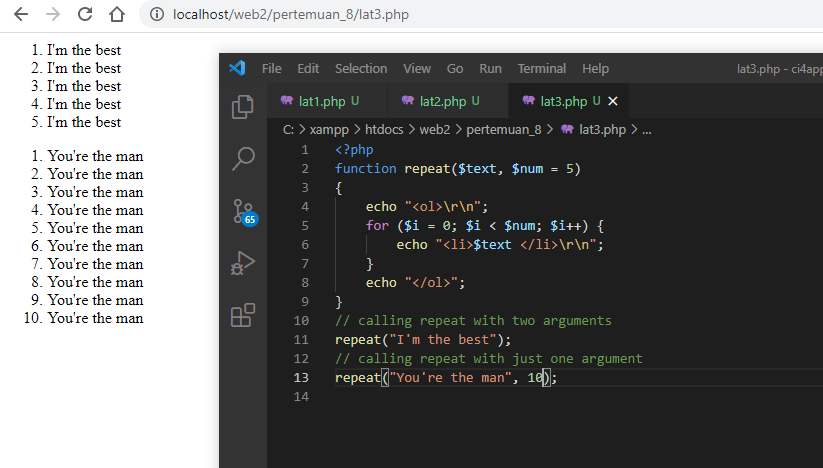 localhost/web2/pertemuan_8/lat3.php
1. I'm the best
2. I'm the best
3. I'm the best
4. I'm the best
5. I'm the best
1. You're the man
2. You're the man
3. You're the man
4. You're the man
5. You're the man
6. You're the man
7. You're the man
8. You're the man
9. You're the man
10. You're the man
File Edit Selection View Go Run Terminal Help lat3.php - ci4app
lat1.php U lat2.php U lat3.php U
C: > xampp > htdocs > web2 > pertemuan_8 > lat3.php > ...
65
1 <?php
2 function repeat($text, $num = 5)
3 {
4     echo "<ol>\r\n";
5     for ($i = 0; $i < $num; $i++) {
6         echo "<li>$text </li>\r\n";
7     }
8     echo "</ol>";
9 }
10 // calling repeat with two arguments
11 repeat("I'm the best");
12 // calling repeat with just one argument
13 repeat("You're the man", 10);
14